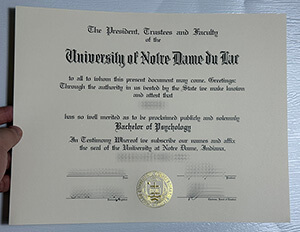 The President, Trustees and Faculty
of the
University of Notre Dame du Lac
to all to whom this present document may come, Greetings:
Through the authority in us vested by the State we make known
and attest that
has so well merited as to be proclaimed publicly and solemnly
Bachelor of Psychology
In Testimony Whereof we subscribe our names and affix
the seal of the University at Notre Dame, Indiana,